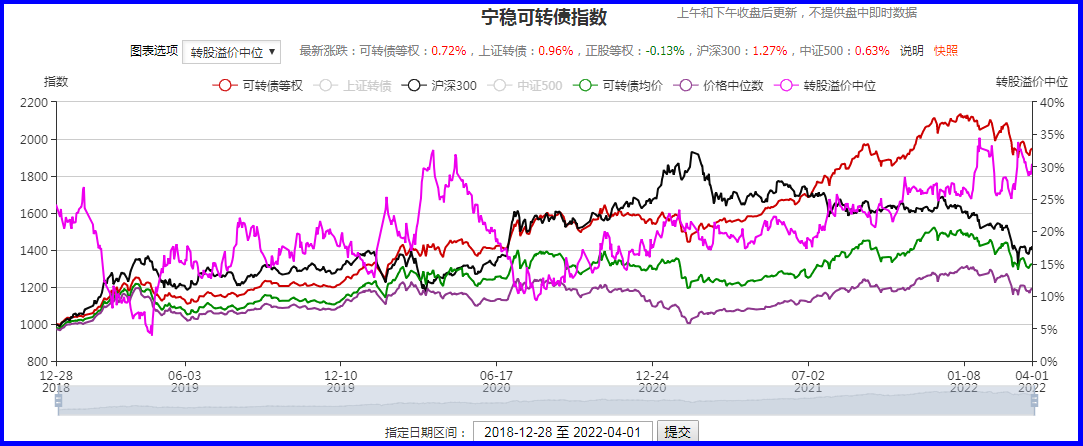 宁稳可转债指数
上午和下午收盘后更新，不提供盘中即时数据
图表选项 转股溢价中位 ▼ 最新涨跌：可转债等权：0.72%，上证转债：0.96%，正股等权：-0.13%，沪深300：1.27%，中证500：0.63% 说明 快照
指数 可转债等权 上证转债 沪深300 中证500 可转债均价 价格中位数 转股溢价中位 转股溢价中位
2200 40%
2000 35%
1800 30%
1600 25%
1400 20%
1200 15%
1000 10%
800 5%
0%
12-28 06-03 12-10 06-17 12-24 07-02 01-08 04-01
2018 2019 2019 2020 2020 2021 2022 2022
指定日期区间： 2018-12-28 至 2022-04-01 提交